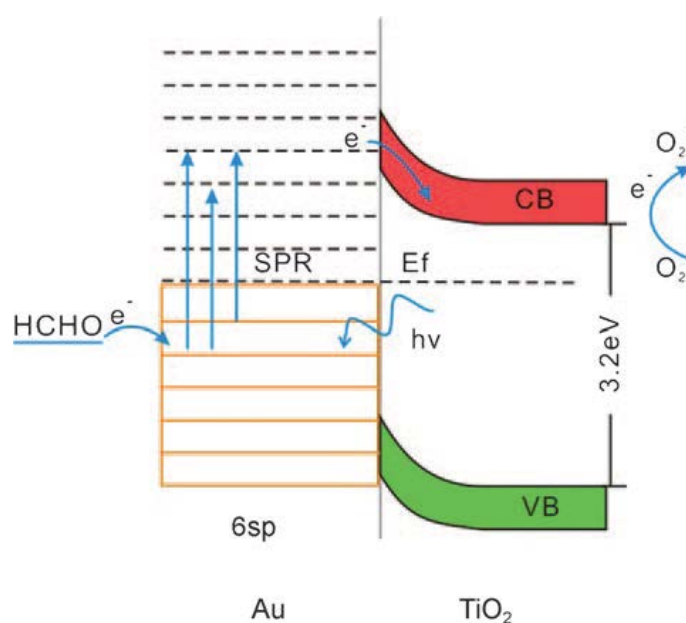 O₂⁻
e⁻
e⁻
CB
SPR
Ef
HCHO
e⁻
hv
3.2eV
O₂
VB
6sp
Au
TiO₂